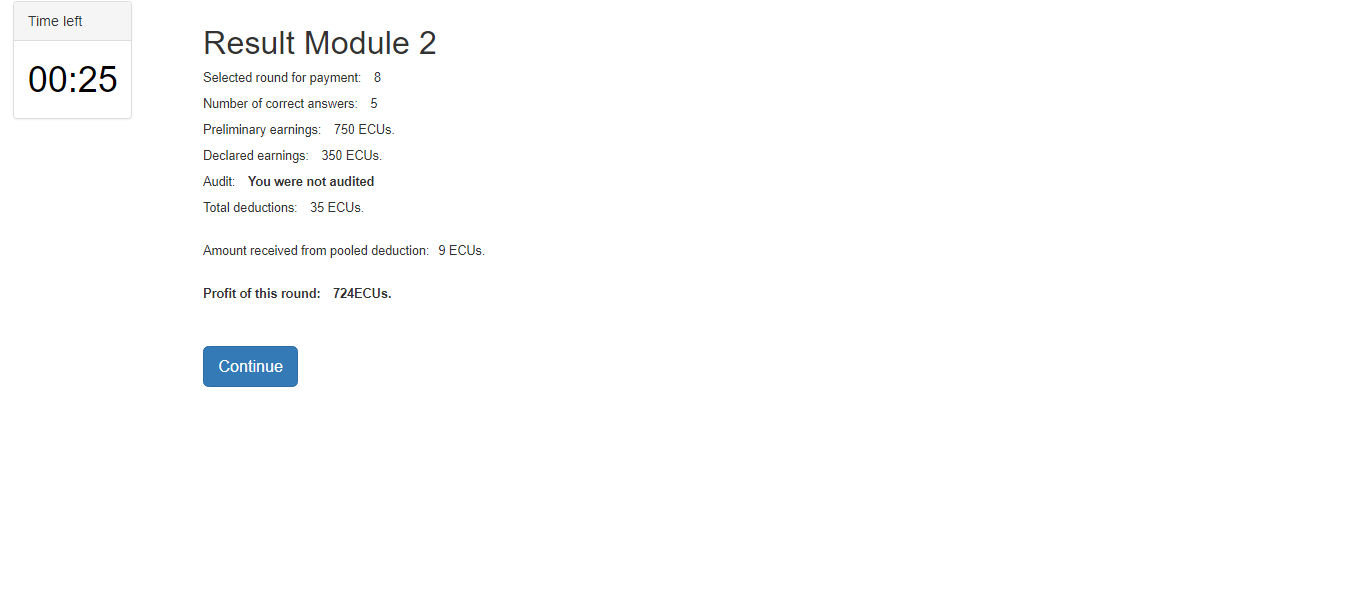 Time left
00:25
Result Module 2
Selected round for payment: 8
Number of correct answers: 5
Preliminary earnings: 750 ECUs.
Declared earnings: 350 ECUs.
Audit: You were not audited
Total deductions: 35 ECUs.
Amount received from pooled deduction: 9 ECUs.
Profit of this round: 724ECUs.
Continue